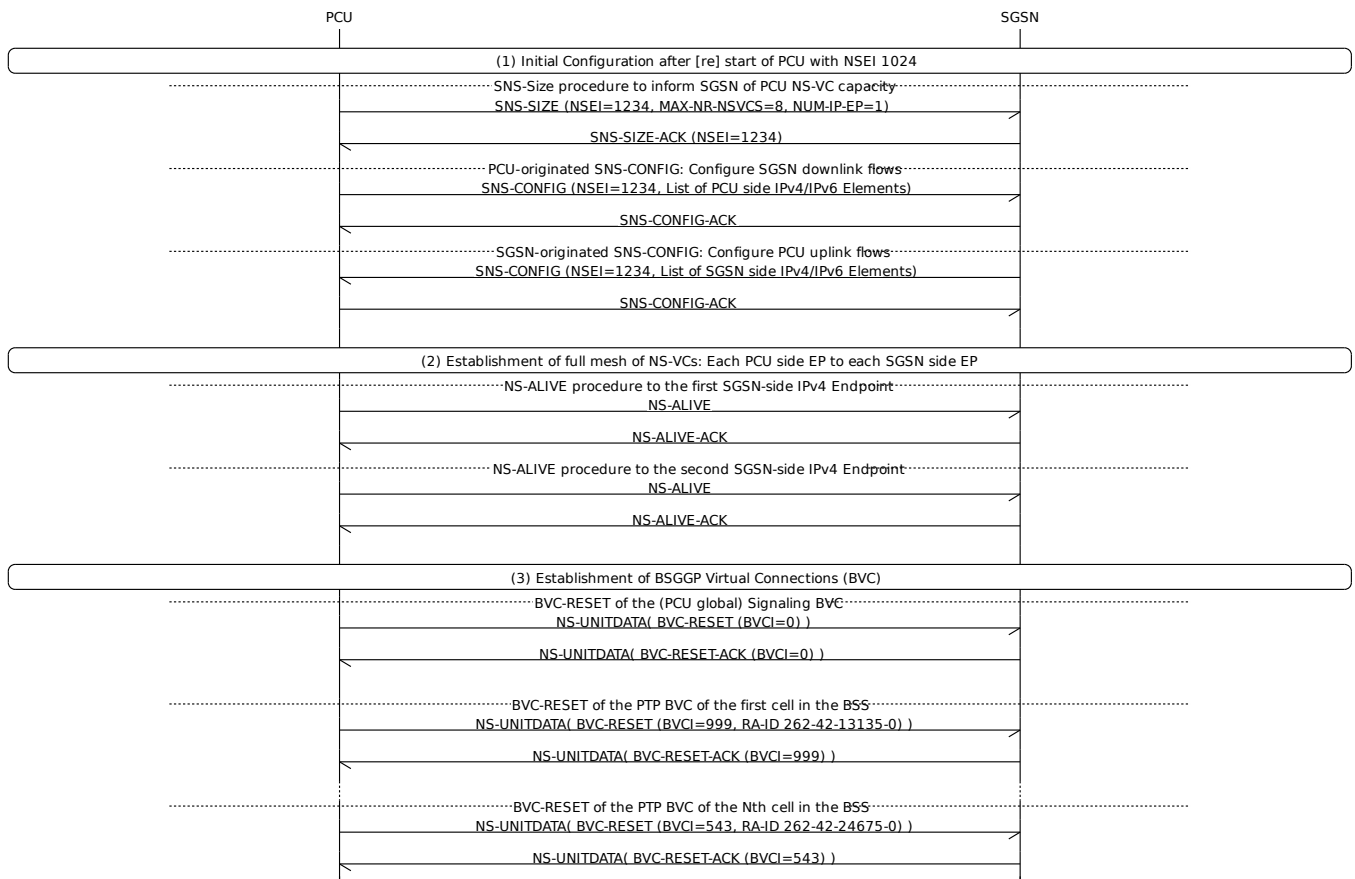 PCU
SGSN
(1) Initial Configuration after [re] start of PCU with NSEI 1024
SNS-Size procedure to inform SGSN of PCU NS-VC capacity
SNS-SIZE (NSEI=1234, MAX-NR-NSVCS=8, NUM-IP-EP=1)
SNS-SIZE-ACK (NSEI=1234)
PCU-originated SNS-CONFIG: Configure SGSN downlink flows
SNS-CONFIG (NSEI=1234, List of PCU side IPv4/IPv6 Elements)
SNS-CONFIG-ACK
SGSN-originated SNS-CONFIG: Configure PCU uplink flows
SNS-CONFIG (NSEI=1234, List of SGSN side IPv4/IPv6 Elements)
SNS-CONFIG-ACK
(2) Establishment of full mesh of NS-VCs: Each PCU side EP to each SGSN side EP
NS-ALIVE procedure to the first SGSN-side IPv4 Endpoint
NS-ALIVE
NS-ALIVE-ACK
NS-ALIVE procedure to the second SGSN-side IPv4 Endpoint
NS-ALIVE
NS-ALIVE-ACK
(3) Establishment of BSGGP Virtual Connections (BVC)
BVC-RESET of the (PCU global) Signaling BVC
NS-UNITDATA( BVC-RESET (BVCI=0) )
NS-UNITDATA( BVC-RESET-ACK (BVCI=0) )
BVC-RESET of the PTP BVC of the first cell in the BSS
NS-UNITDATA( BVC-RESET (BVCI=999, RA-ID 262-42-13135-0) )
NS-UNITDATA( BVC-RESET-ACK (BVCI=999) )
BVC-RESET of the PTP BVC of the Nth cell in the BSS
NS-UNITDATA( BVC-RESET (BVCI=543, RA-ID 262-42-24675-0) )
NS-UNITDATA( BVC-RESET-ACK (BVCI=543) )